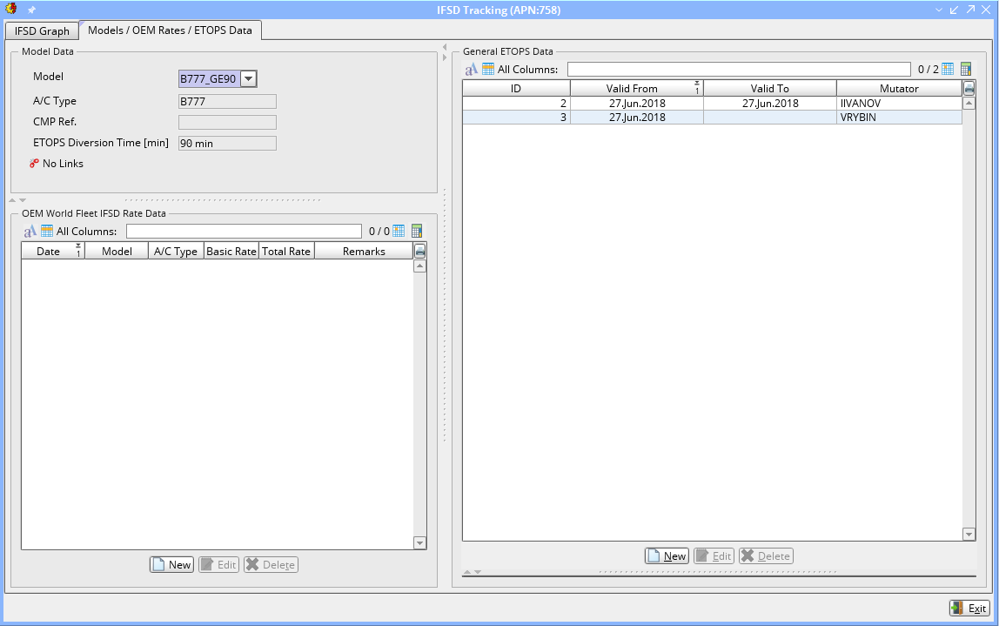 IFSD Tracking (APN:758)
IFSD Graph
Models / OEM Rates / ETOPS Data
Model Data
Model
B777_GE90
A/C Type
B777
CMP Ref.
ETOPS Diversion Time [min]
90 min
No Links
OEM World Fleet IFSD Rate Data
All Columns:
0 / 0
Date 1 Model A/C Type Basic Rate Total Rate Remarks
New Edit Delete
General ETOPS Data
All Columns:
0 / 2
ID Valid From 1 Valid To Mutator
2 27.Jun.2018 27.Jun.2018 IIVANOV
3 27.Jun.2018 VRYBIN
New Edit Delete
Exit